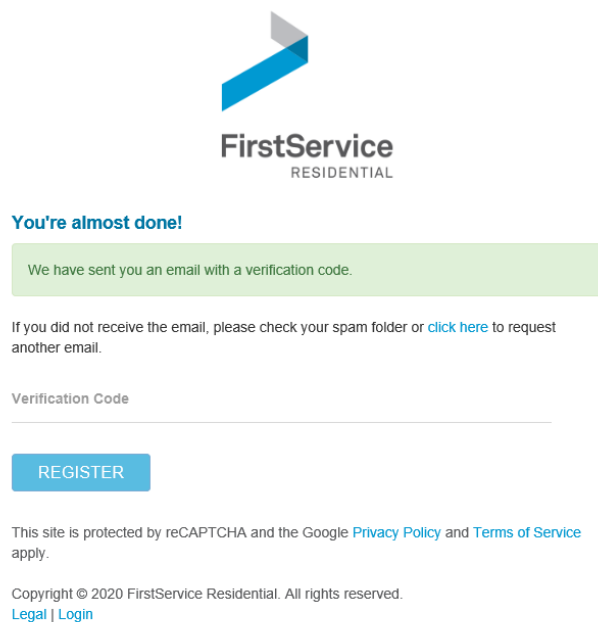 FirstService
RESIDENTIAL
You're almost done!
We have sent you an email with a verification code.
If you did not receive the email, please check your spam folder or click here to request
another email.
Verification Code
REGISTER
This site is protected by reCAPTCHA and the Google Privacy Policy and Terms of Service
apply.
Copyright © 2020 FirstService Residential. All rights reserved.
Legal | Login